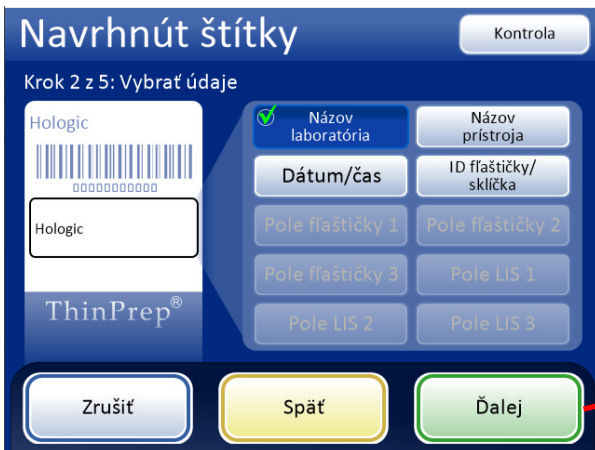 Navrhnút štítky
Kontrola
Krok 2 z 5: Vybrať údaje
Hologic
00000000000
Hologic
ThinPrep®
Názov
laboratória
Názov
prístroja
Dátum/čas
ID fľaštičky/
sklíčka
Pole fľaštičky 1
Pole fľaštičky 2
Pole fľaštičky 3
Pole LIS 1
Pole LIS 2
Pole LIS 3
Zrušiť
Späť
Ďalej